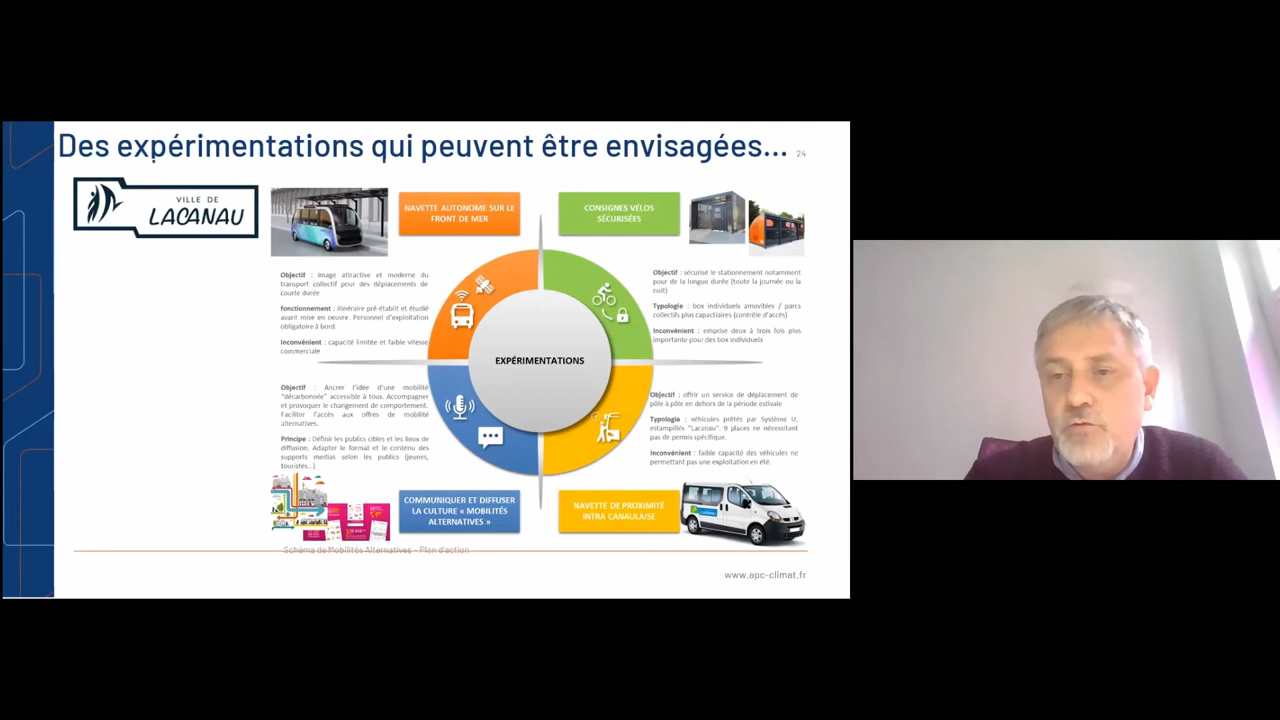 Des expérimentations qui peuvent être envisagées...
24
VILLE DE
LACANAU
NAVETTE AUTONOME SUR LE
FRONT DE MER
Objectif : image attractive et moderne du
transport collectif pour des déplacements de
courte durée
fonctionnement : itinéraire pré établit et étudié
avant mise en oeuvre. Personnel d'exploitation
obligatoire à bord.
Inconvénient : capacité limitée et faible vitesse
commerciale
CONSIGNES VÉLOS
SÉCURISÉES
Objectif : sécurisé le stationnement notamment
pour de la longue durée (toute la journée ou la
nuit)
Typologie : box individuels amovibles / parcs
collectifs plus capactiaires (contrôle d'accès)
Inconvénient : emprise deux à trois fois plus
importante pour des box individuels
EXPÉRIMENTATIONS
Objectif : Ancrer l'idée d'une mobilité
"décarbonnée" accessible à tous. Accompagner
et provoquer le changement de comportement.
Faciliter l'accès aux offres de mobilité
alternatives.
Principe : Définir les publics cibles et les lieux de
diffusion. Adapter le format et le contenu des
supports medias selon les publics (jeunes,
touristes...)
COMMUNIQUER ET DIFFUSER
LA CULTURE « MOBILITÉS
ALTERNATIVES »
Objectif : offrir un service de déplacement de
pôle à pôle en dehors de la période estivale
Typologie : véhicules prêtés par Système U,
estampillés "Lacanau". 9 places ne nécessitant
pas de permis spécifique.
Inconvénient : faible capacité des véhicules ne
permettant pas une exploitation en été.
NAVETTE DE PROXIMITÉ
INTRA CANAULAISE
Schéma de Mobilités Alternatives – Plan d'action
www.apc-climat.fr